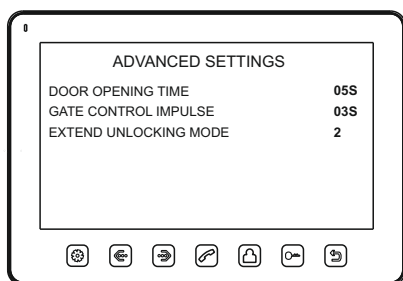 ADVANCED SETTINGS
DOOR OPENING TIME 05S
GATE CONTROL IMPULSE 03S
EXTEND UNLOCKING MODE 2